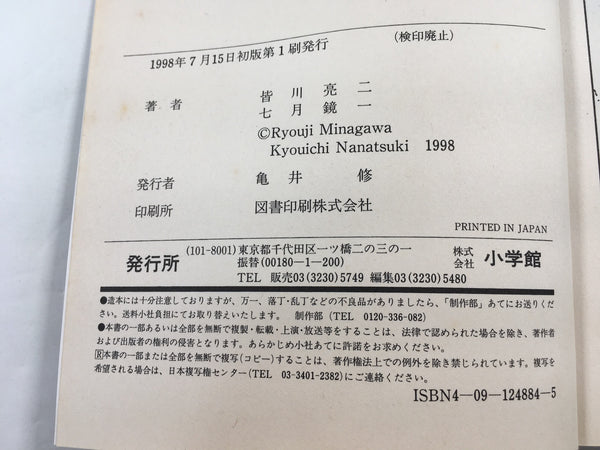 1998年7月15日初版第1刷発行　(検印廃止)
著者　皆川亮二
七月鏡一
©Ryouji Minagawa
Kyouichi Nanatsuki 1998
発行者　亀井　修
印刷所　図書印刷株式会社
PRINTED IN JAPAN
(101-8001)東京都千代田区一ツ橋二の三の一
発行所　振替(00180―1―200)　株式会社　小学館
TEL 販売03(3230)5749 編集03(3230)5480
●造本には十分注意しておりますが、万一、落丁・乱丁などの不良品がありましたら、「制作部」あてにお送りくだ
さい。送料小社負担にてお取り替えいたします。 制作部(TEL 0120-336-082)
●本書の一部あるいは全部を無断で複製・転載・上演・放送等をすることは、法律で認められた場合を除き、著作者
および出版者の権利の侵害となります。あらかじめ小社あてに許諾をお求めください。
Ⓡ本書の一部または全部を無断で複写(コピー)することは、著作権法上での例外を除き禁じられています。複写を
希望される場合は、日本複写権センター(TEL 03-3401-2382)にご連絡ください。
ISBN4―09―124884―5